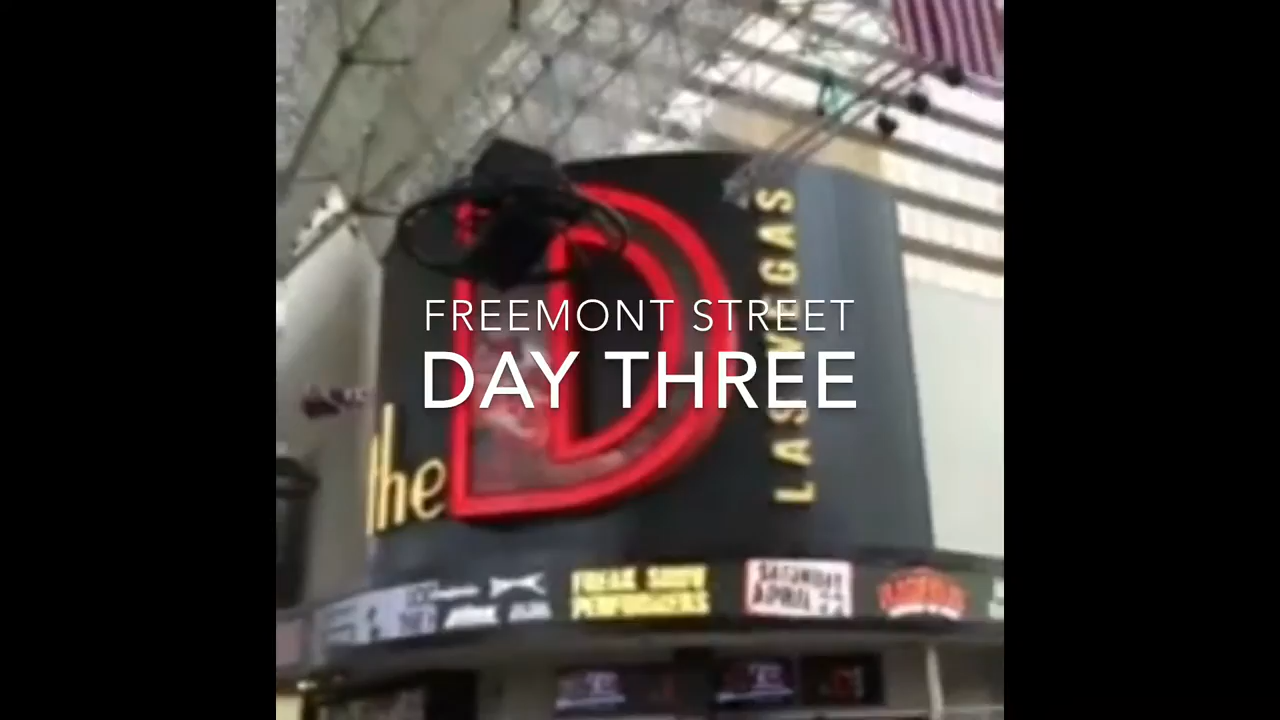 FREEMONT STREET
DAY THREE
the D
LAS VEGAS
FREAK SHOW
PERFORMERS
SATURDAY
APRIL